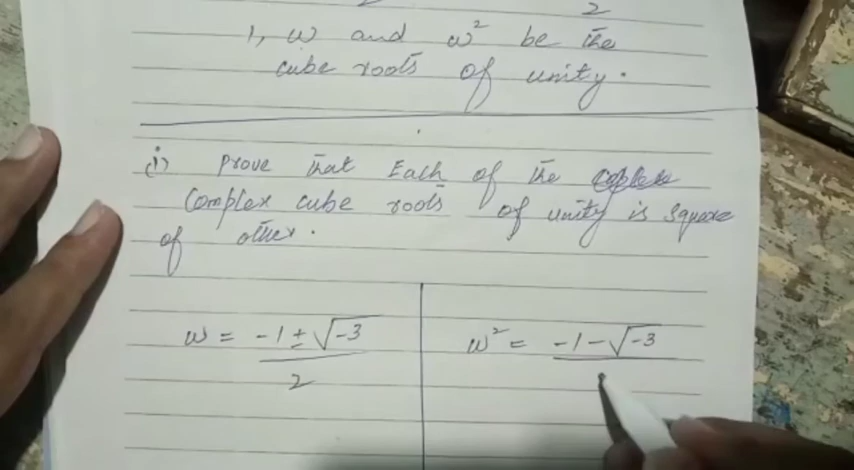 2
1, ω and ω² be the
cube roots of unity.
i) Prove that Each of the
Complex cube roots of unity is square
of other.
ω = -1 ± √-3 / 2
ω² = -1 - √-3